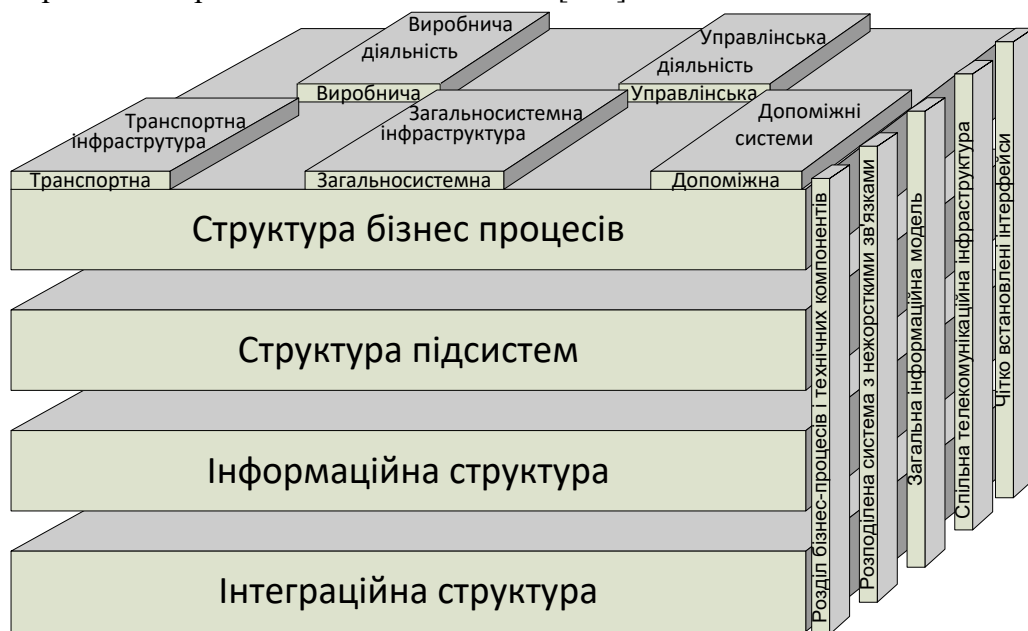 Виробнича
діяльність
Управлінська
діяльність
Виробнича
Управлінська
Транспортна
інфраструтура
Загальносистемна
інфраструктура
Допоміжні
системи
Транспортна
Загальносистемна
Допоміжна
Структура бізнес процесів
Структура підсистем
Інформаційна структура
Інтеграційна структура
Розділ бізнес-процесів і технічних компонентів
Розподілена система з нежорсткими зв'язками
Загальна інформаційна модель
Спільна телекомунікаційна інфраструктура
Чітко встановлені інтерфейси